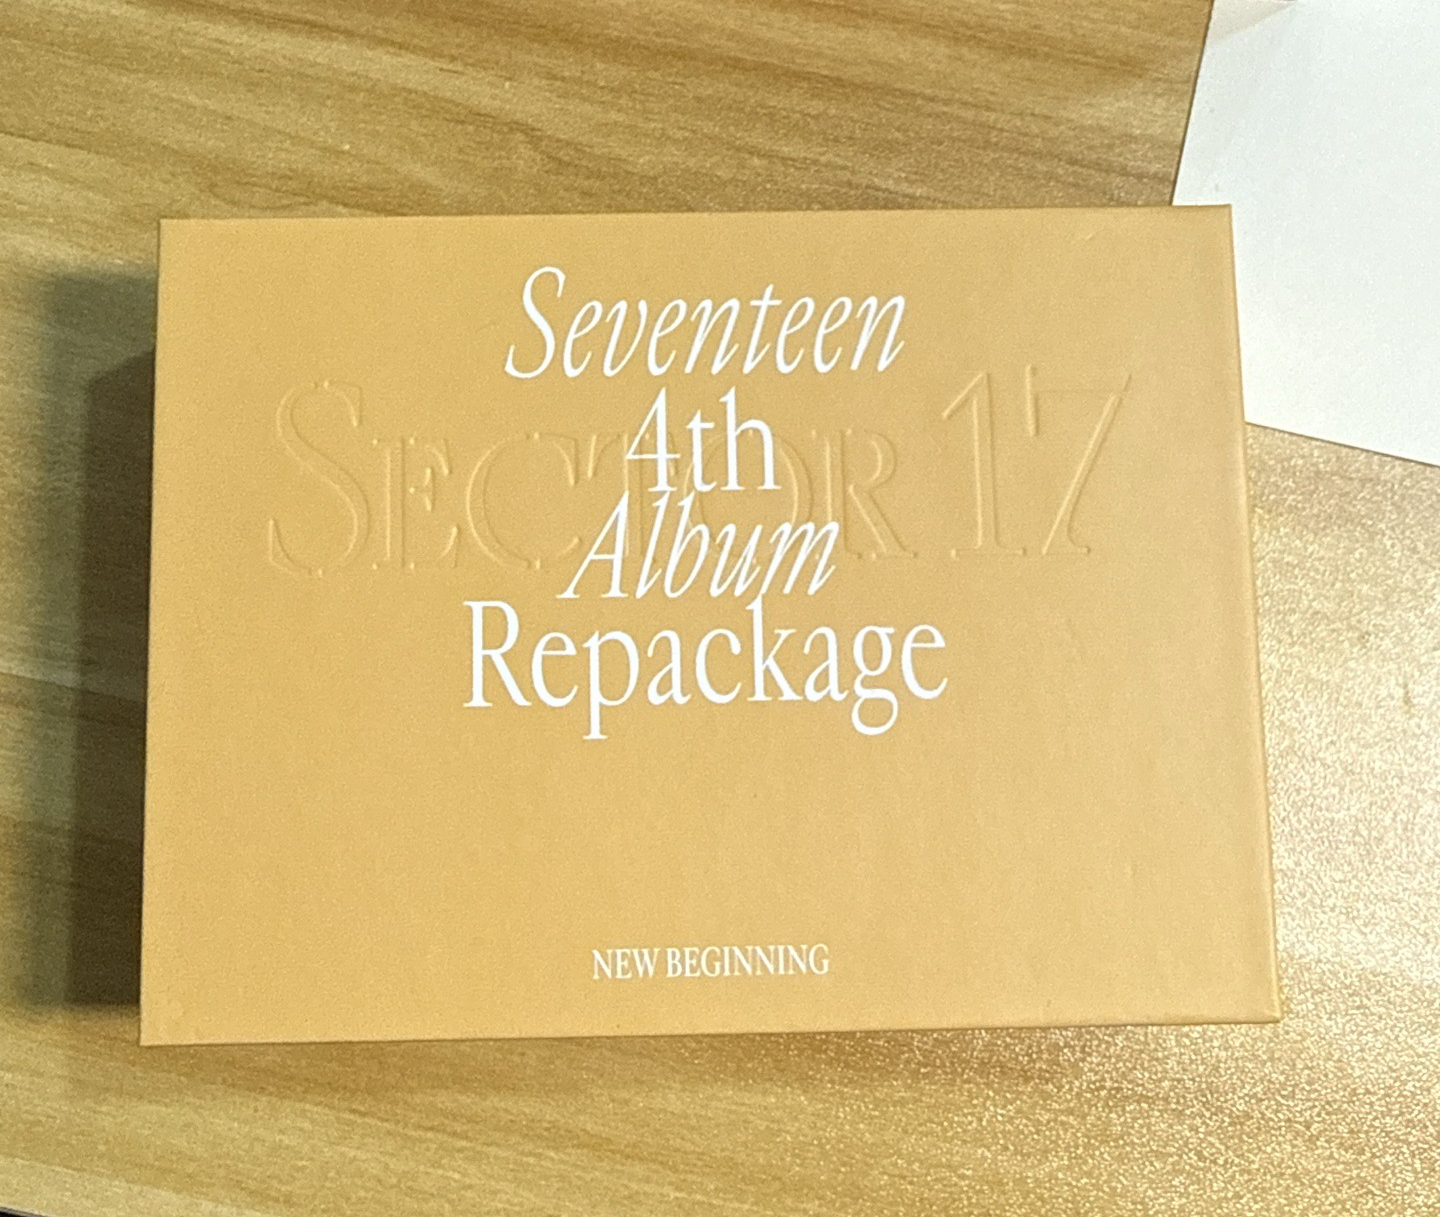 Seventeen
SECTOR 17
4th
Album
Repackage
NEW BEGINNING